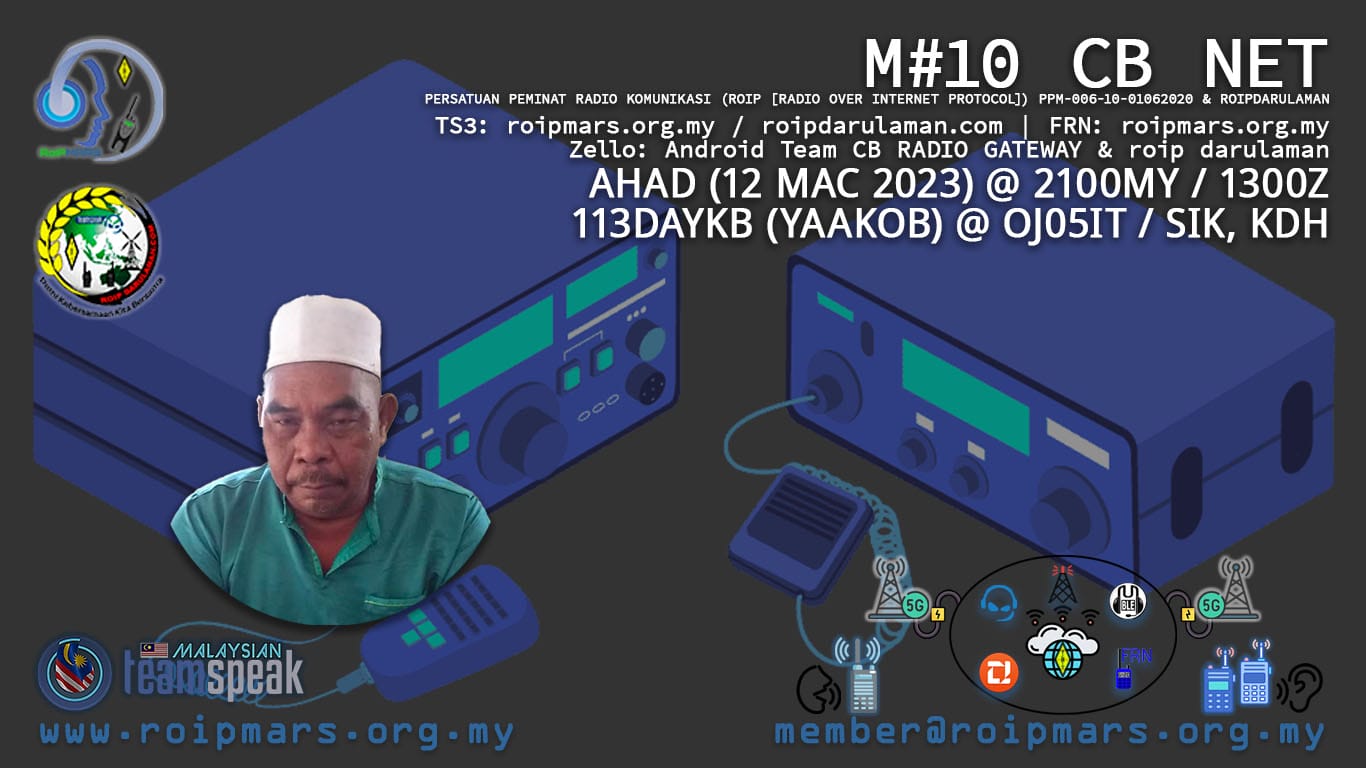 M#10 CB NET
PERSATUAN PEMINAT RADIO KOMUNIKASI (ROIP [RADIO OVER INTERNET PROTOCOL]) PPM-006-10-01062020 & ROIPDARULAMAN
TS3: roipmars.org.my / roipdarulaman.com | FRN: roipmars.org.my
Zello: Android Team CB RADIO GATEWAY & roip darulaman
AHAD (12 MAC 2023) @ 2100MY / 1300Z
113DAYKB (YAAKOB) @ OJ05IT / SIK, KDH
ROIP DARULAMAN.COM
5G
5G
BLE
FRN
MALAYSIAN
teamspeak
www.roipmars.org.my
member@roipmars.org.my